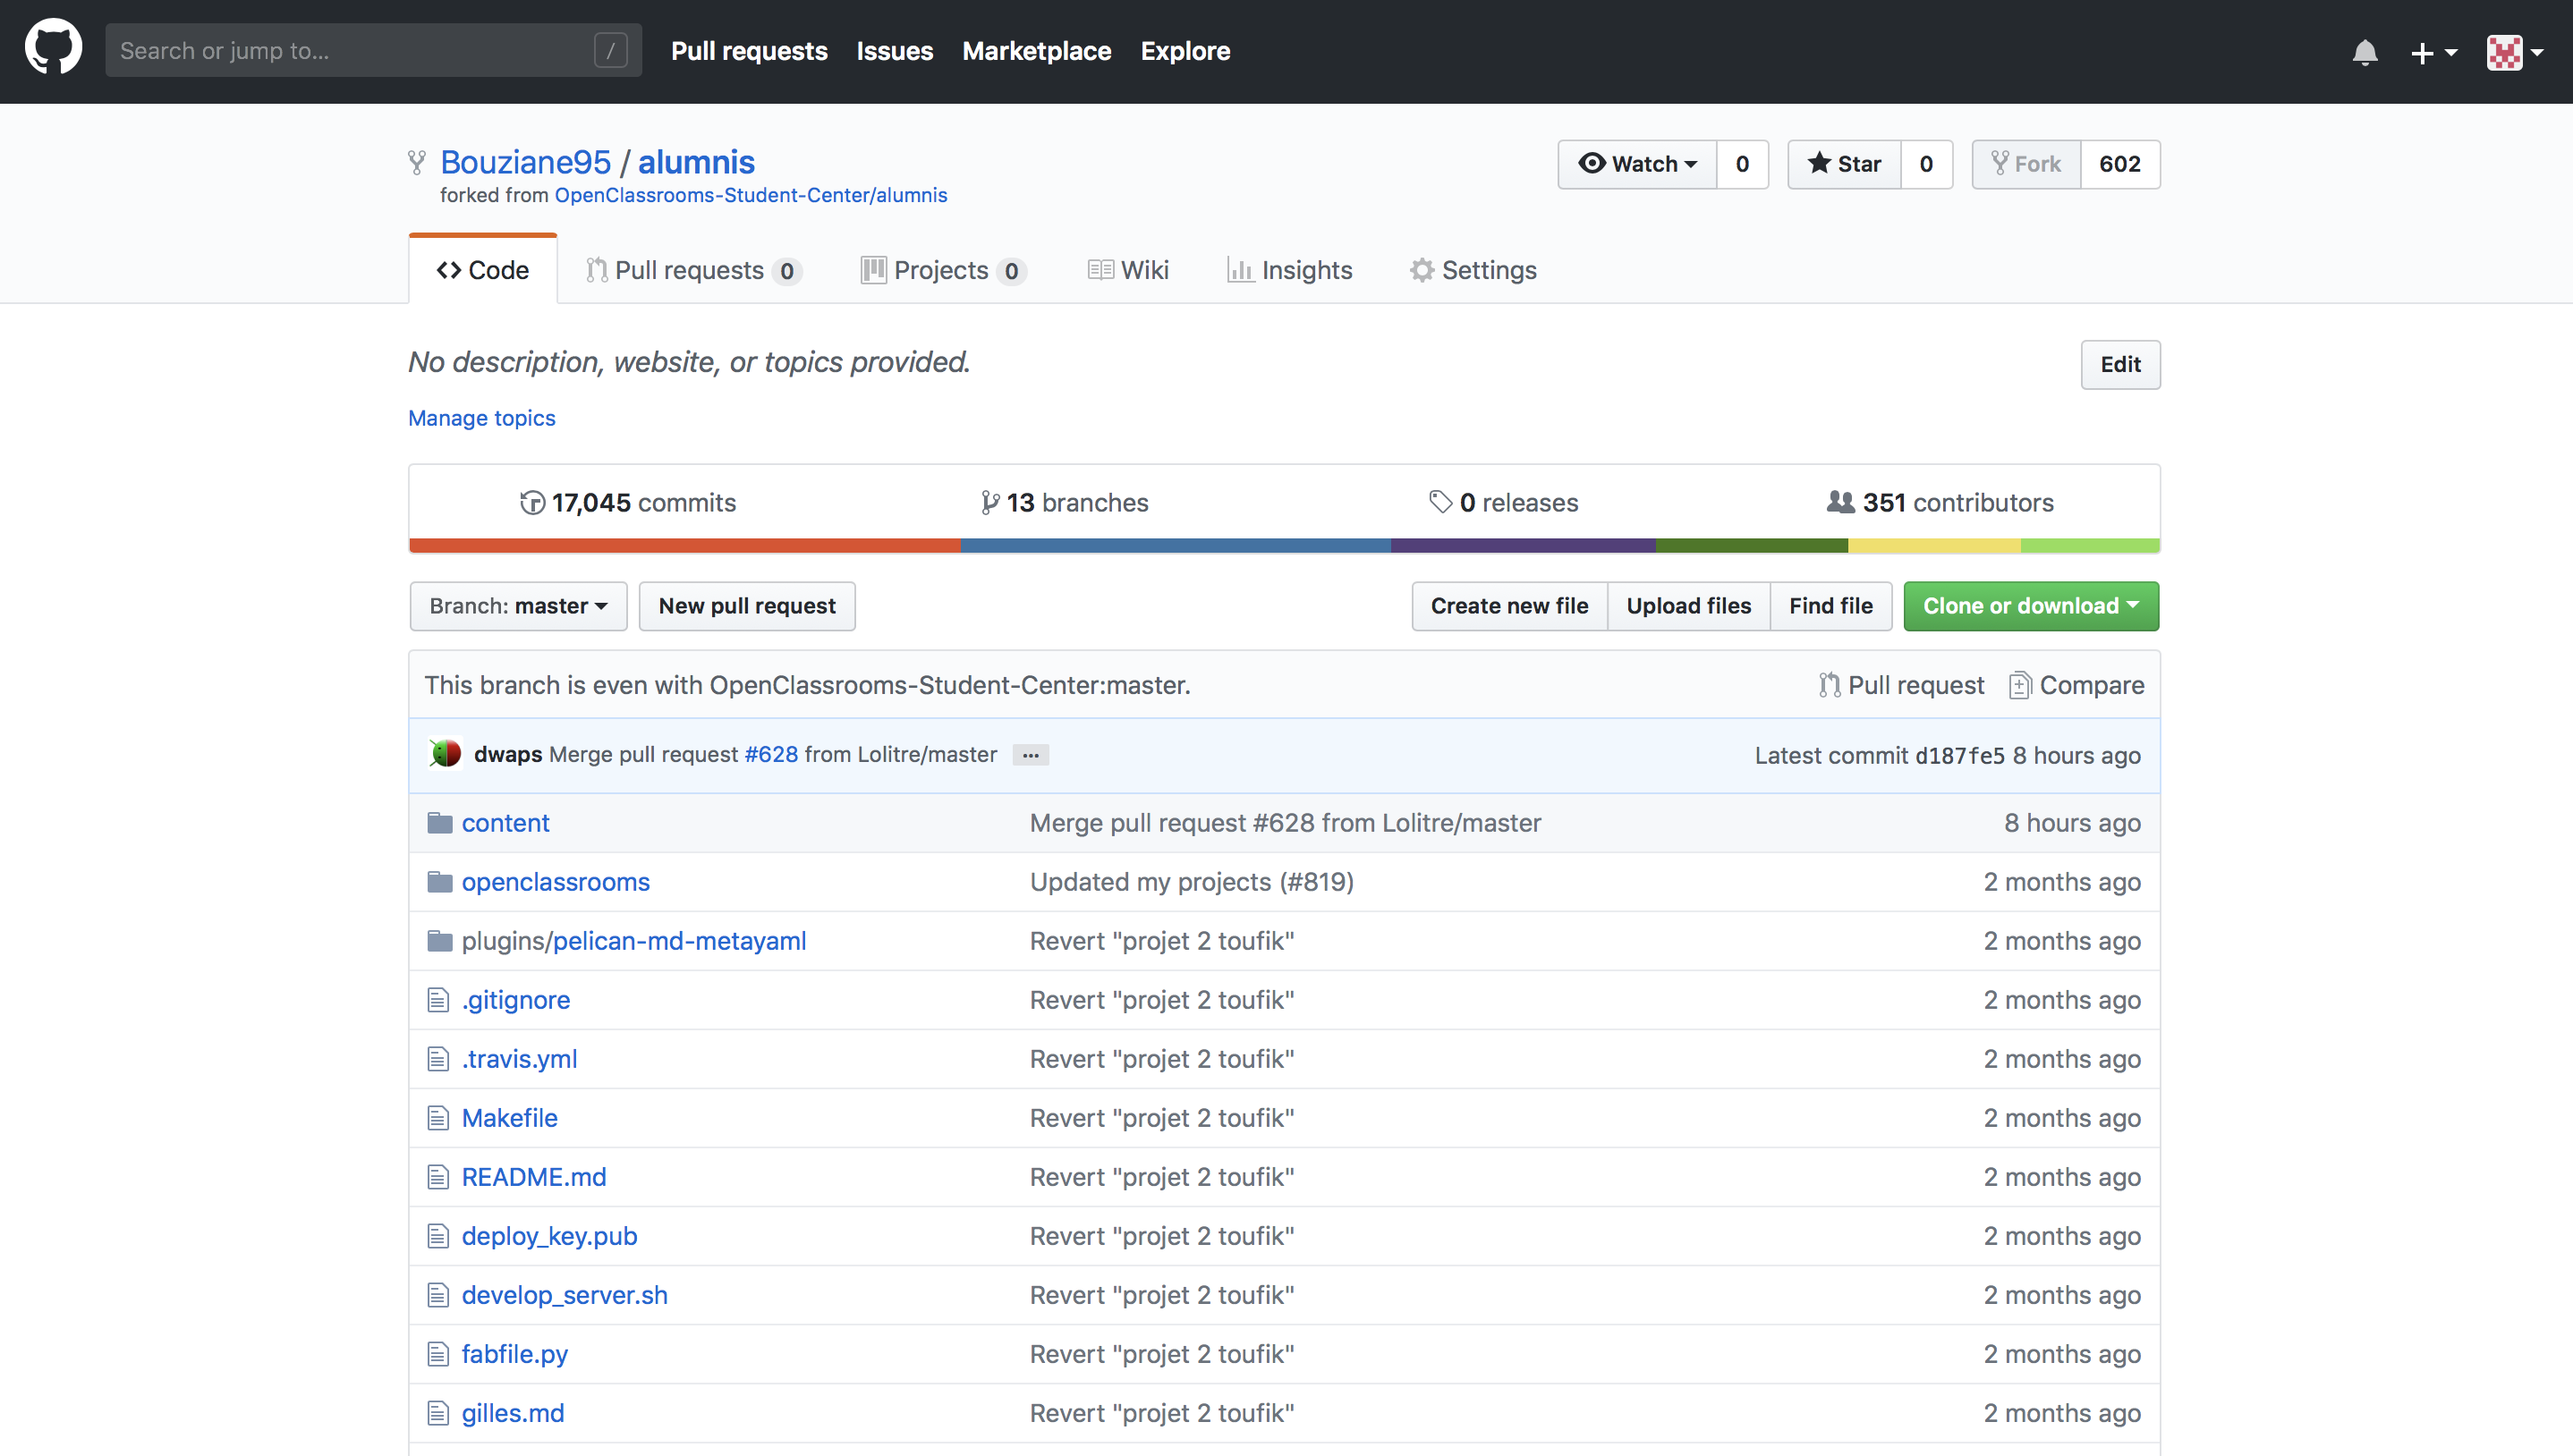 Search or jump to... /
Pull requests Issues Marketplace Explore
Bouziane95 / alumnis
forked from OpenClassrooms-Student-Center/alumnis
Watch 0 Star 0 Fork 602
Code Pull requests 0 Projects 0 Wiki Insights Settings
No description, website, or topics provided.
Edit
Manage topics
17,045 commits 13 branches 0 releases 351 contributors
Branch: master New pull request Create new file Upload files Find file Clone or download
This branch is even with OpenClassrooms-Student-Center:master. Pull request Compare
dwaps Merge pull request #628 from Lolitre/master ... Latest commit d187fe5 8 hours ago
content Merge pull request #628 from Lolitre/master 8 hours ago
openclassrooms Updated my projects (#819) 2 months ago
plugins/pelican-md-metayaml Revert "projet 2 toufik" 2 months ago
.gitignore Revert "projet 2 toufik" 2 months ago
.travis.yml Revert "projet 2 toufik" 2 months ago
Makefile Revert "projet 2 toufik" 2 months ago
README.md Revert "projet 2 toufik" 2 months ago
deploy_key.pub Revert "projet 2 toufik" 2 months ago
develop_server.sh Revert "projet 2 toufik" 2 months ago
fabfile.py Revert "projet 2 toufik" 2 months ago
gilles.md Revert "projet 2 toufik" 2 months ago